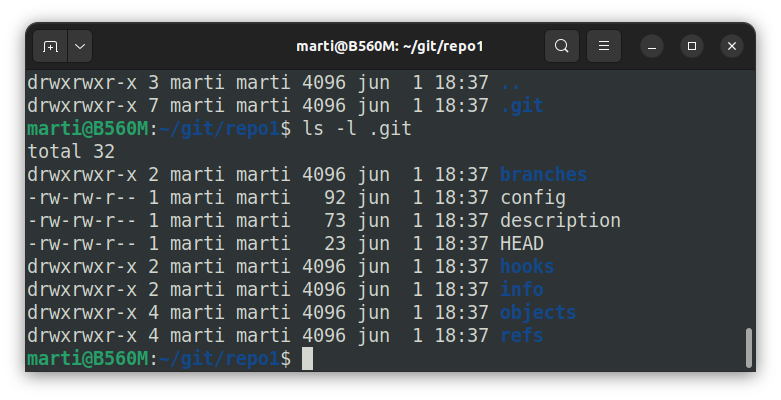 marti@B560M: ~/git/repo1
drwxrwxr-x 3 marti marti 4096 jun  1 18:37 ..
drwxrwxr-x 7 marti marti 4096 jun  1 18:37 .git
marti@B560M:~/git/repo1$ ls -l .git
total 32
drwxrwxr-x 2 marti marti 4096 jun  1 18:37 branches
-rw-rw-r-- 1 marti marti   92 jun  1 18:37 config
-rw-rw-r-- 1 marti marti   73 jun  1 18:37 description
-rw-rw-r-- 1 marti marti   23 jun  1 18:37 HEAD
drwxrwxr-x 2 marti marti 4096 jun  1 18:37 hooks
drwxrwxr-x 2 marti marti 4096 jun  1 18:37 info
drwxrwxr-x 4 marti marti 4096 jun  1 18:37 objects
drwxrwxr-x 4 marti marti 4096 jun  1 18:37 refs
marti@B560M:~/git/repo1$